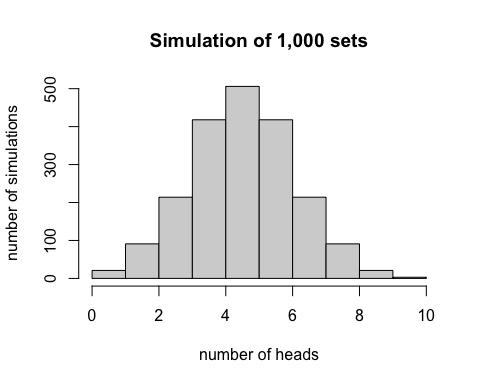 Simulation of 1,000 sets
number of simulations
500
300
100
0
0 2 4 6 8 10
number of heads